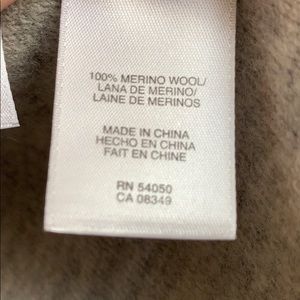 100% MERINO WOOL/
LANA DE MERINO/
LAINE DE MERINOS
MADE IN CHINA
HECHO EN CHINA
FAIT EN CHINE
RN 54050
CA 08349